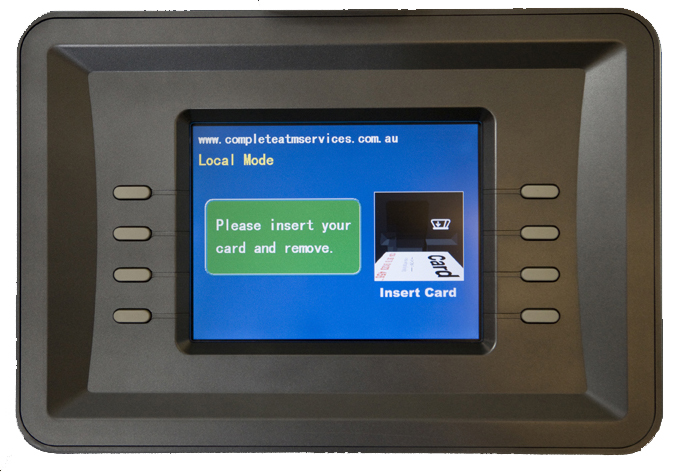 www.completeatmservices.com.au
Local Mode
Please insert your
card and remove.
card
Insert Card